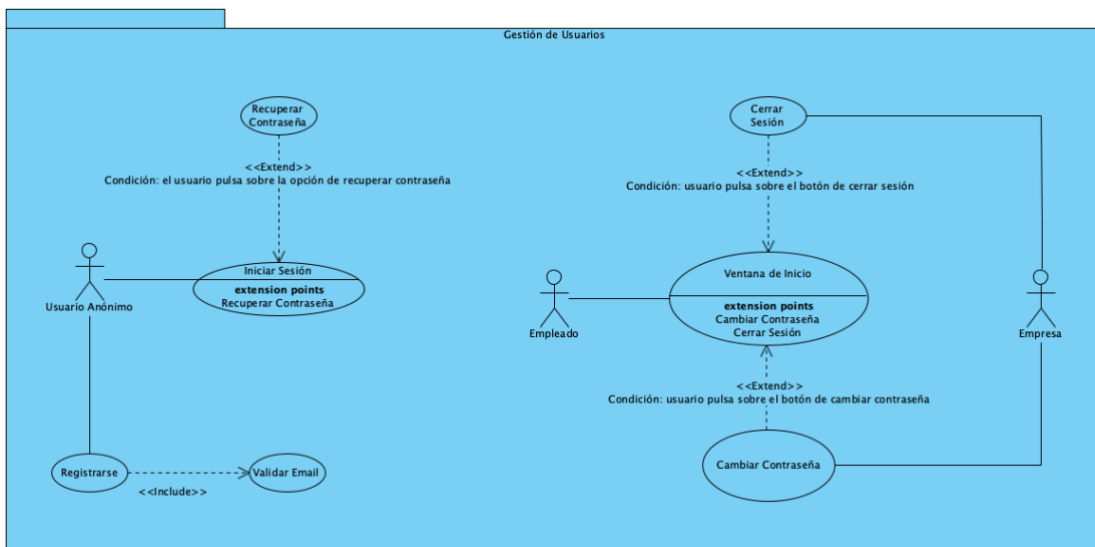 Gestión de Usuarios
Recuperar
Contraseña
<<Extend>>
Condición: el usuario pulsa sobre la opción de recuperar contraseña
Iniciar Sesión
extension points
Recuperar Contraseña
Usuario Anónimo
Registrarse
<<Include>>
Validar Email
Cerrar
Sesión
<<Extend>>
Condición: usuario pulsa sobre el botón de cerrar sesión
Ventana de Inicio
extension points
Cambiar Contraseña
Cerrar Sesión
Empleado
Empresa
<<Extend>>
Condición: usuario pulsa sobre el botón de cambiar contraseña
Cambiar Contraseña